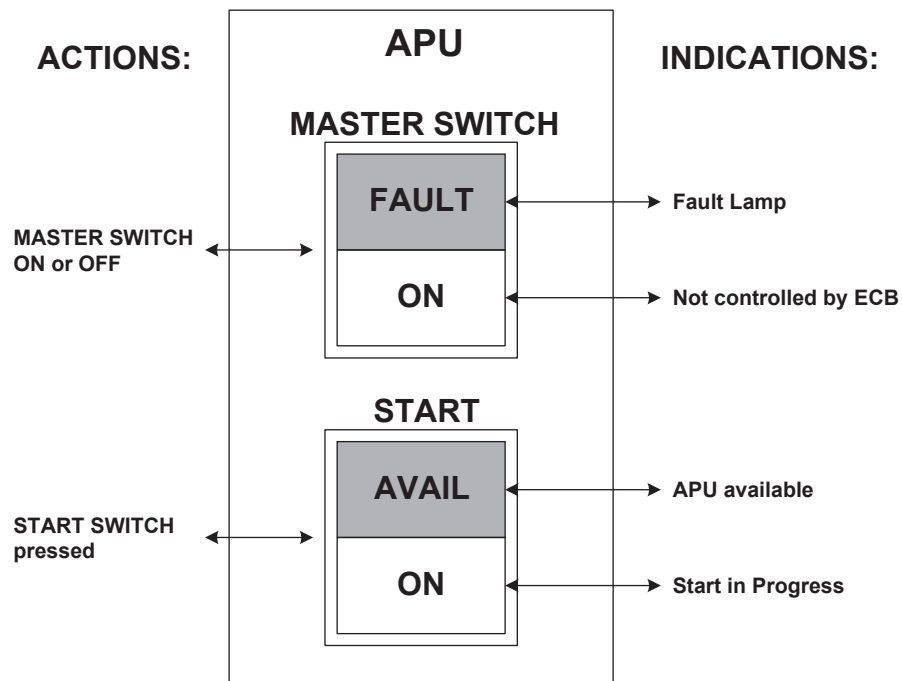 ACTIONS:
APU
INDICATIONS:
MASTER SWITCH
FAULT
Fault Lamp
MASTER SWITCH
ON or OFF
ON
Not controlled by ECB
START
AVAIL
APU available
START SWITCH
pressed
ON
Start in Progress